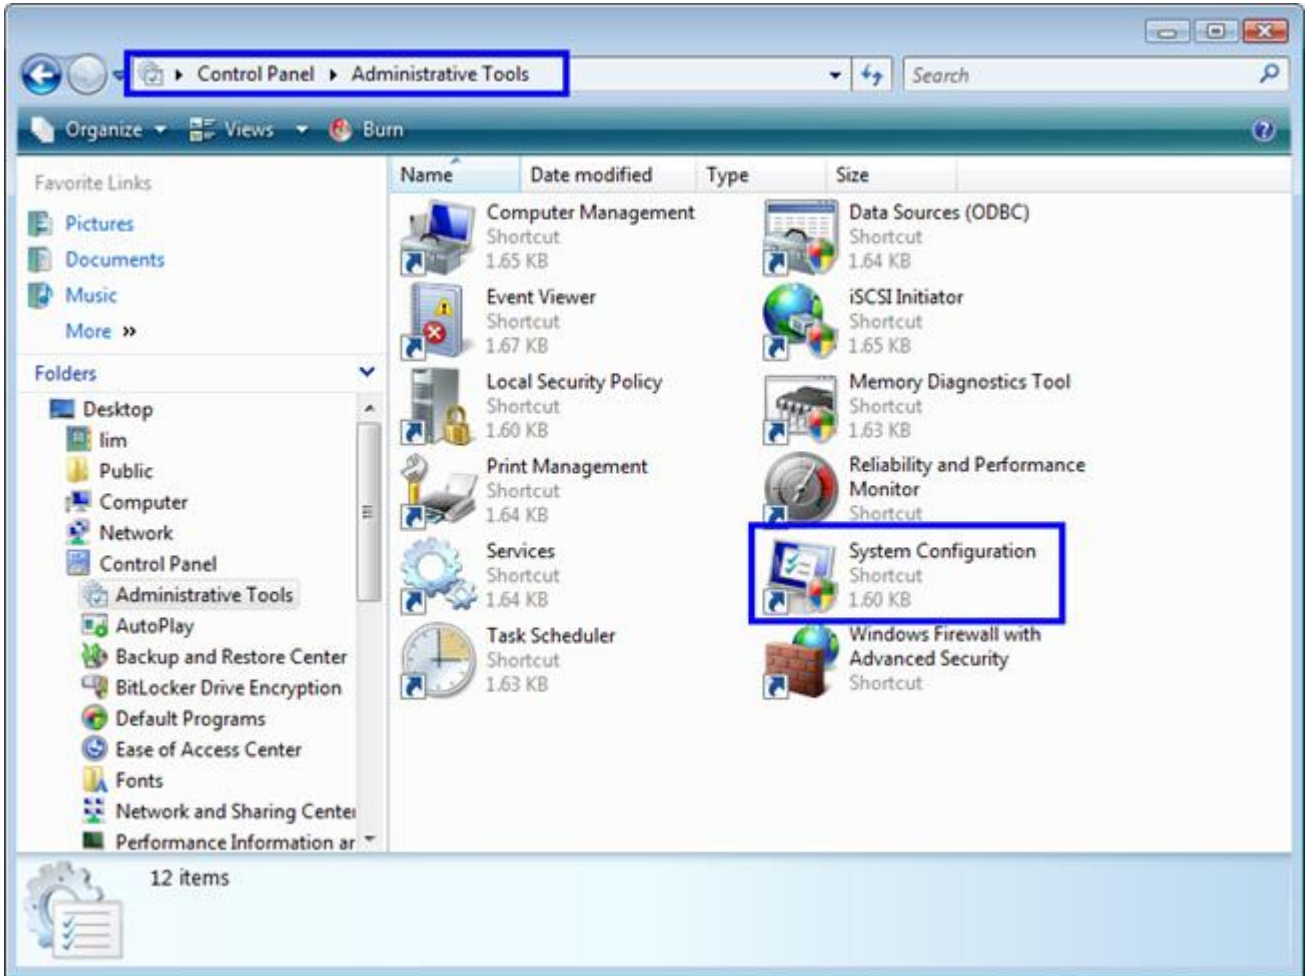 Control Panel Administrative Tools
Search
Organize Views Burn
Favorite Links
Pictures
Documents
Music
More »
Folders
Desktop
lim
Public
Computer
Network
Control Panel
Administrative Tools
AutoPlay
Backup and Restore Center
BitLocker Drive Encryption
Default Programs
Ease of Access Center
Fonts
Network and Sharing Center
Performance Information ar
Name Date modified Type Size
Computer Management
Shortcut
1.65 KB
Data Sources (ODBC)
Shortcut
1.64 KB
Event Viewer
Shortcut
1.67 KB
iSCSI Initiator
Shortcut
1.65 KB
Local Security Policy
Shortcut
1.60 KB
Memory Diagnostics Tool
Shortcut
1.63 KB
Print Management
Shortcut
1.64 KB
Reliability and Performance
Monitor
Shortcut
Services
Shortcut
1.64 KB
System Configuration
Shortcut
1.60 KB
Task Scheduler
Shortcut
1.63 KB
Windows Firewall with
Advanced Security
Shortcut
12 items